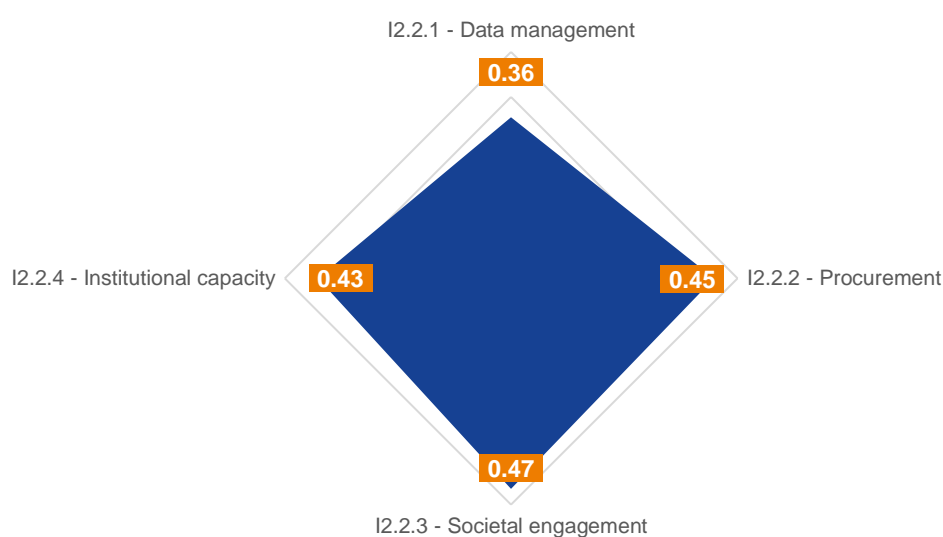 I2.2.1 - Data management
0.36
I2.2.4 - Institutional capacity
0.43
0.45
I2.2.2 - Procurement
0.47
I2.2.3 - Societal engagement